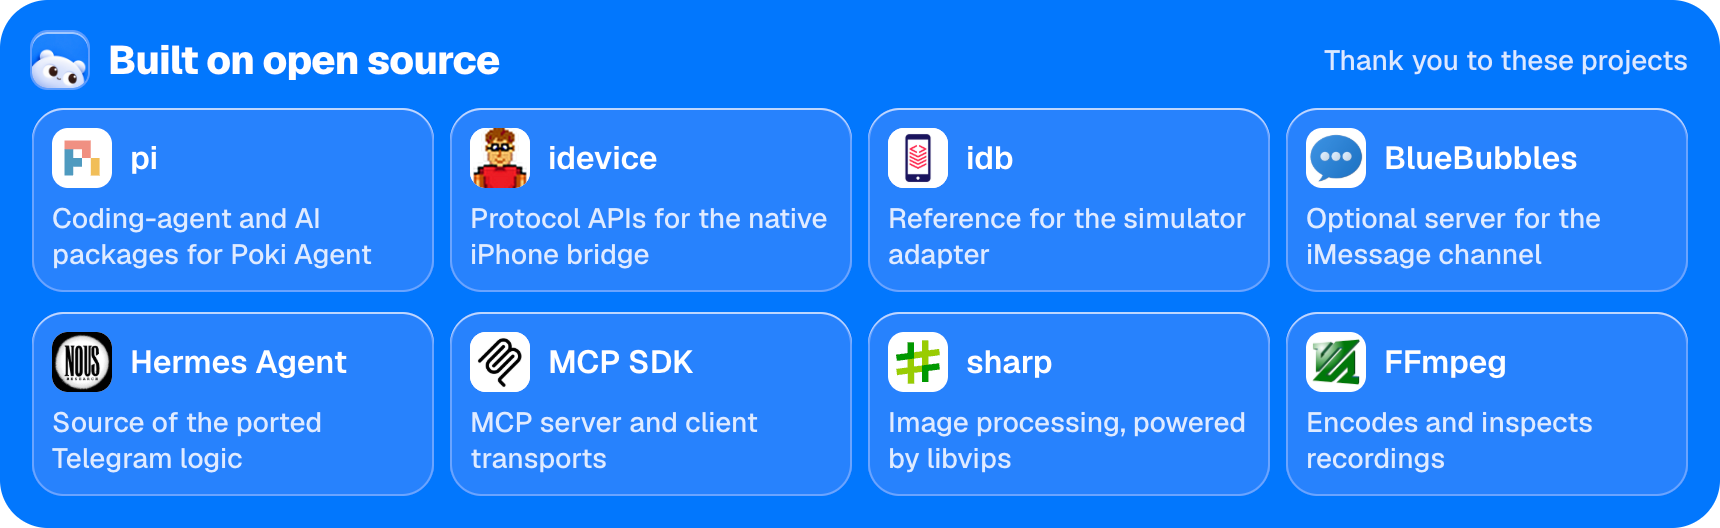 Built on open source
Thank you to these projects
pi
Coding-agent and AI
packages for Poki Agent
idevice
Protocol APIs for the native
iPhone bridge
idb
Reference for the simulator
adapter
BlueBubbles
Optional server for the
iMessage channel
NOUS
RESEARCH
Hermes Agent
Source of the ported
Telegram logic
MCP SDK
MCP server and client
transports
sharp
Image processing, powered
by libvips
FFmpeg
Encodes and inspects
recordings